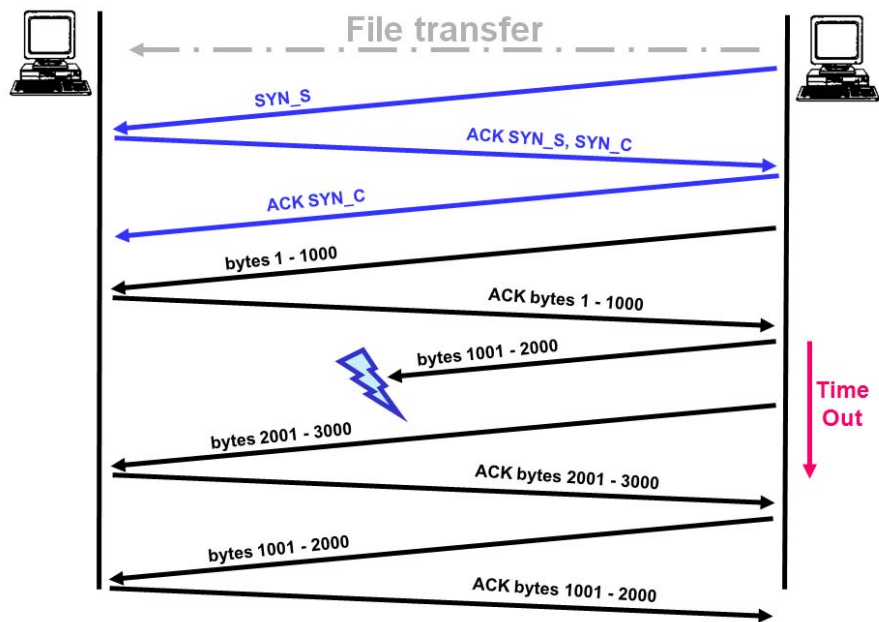 File transfer
SYN_S
ACK SYN_S, SYN_C
ACK SYN_C
bytes 1 - 1000
ACK bytes 1 - 1000
bytes 1001 - 2000
Time
Out
bytes 2001 - 3000
ACK bytes 2001 - 3000
bytes 1001 - 2000
ACK bytes 1001 - 2000